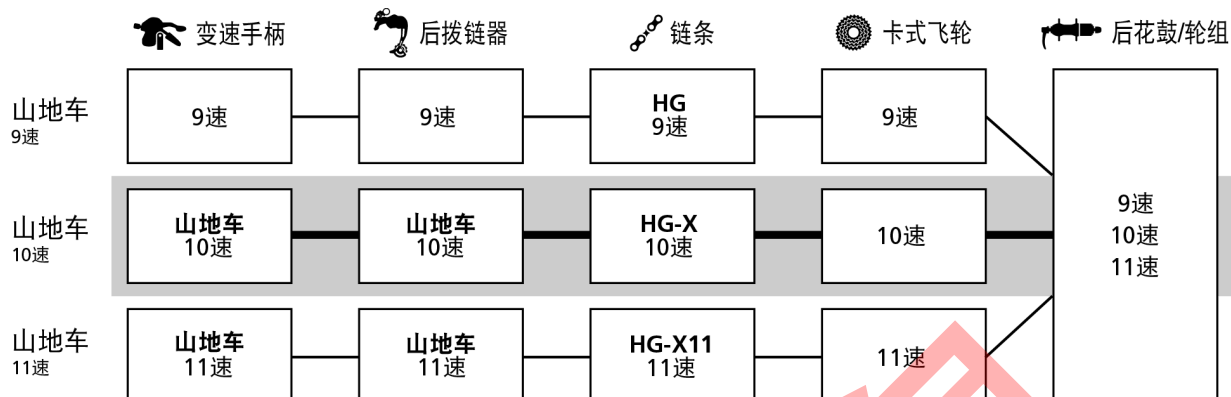 变速手柄
后拨链器
链条
卡式飞轮
后花鼓/轮组
山地车
9速
9速
9速
HG
9速
9速
山地车
10速
山地车
10速
山地车
10速
HG-X
10速
10速
9速
10速
11速
山地车
11速
山地车
11速
山地车
11速
HG-X11
11速
11速